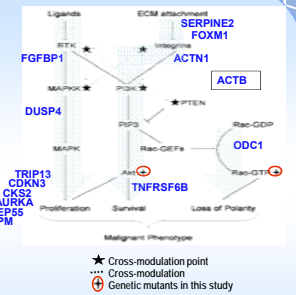 Ligands ECM attachment
SERPINE2
FOXM1
RTK Integrins
FGFBP1 ACTN1
MAPKK PI3K ACTB
PTEN
DUSP4
PIP3 Rac-GDP
MAPK Rac-GEFs ODC1
TRIP13 Akt Rac-GTP
CDKN3 TNFRSF6B
CKS2
AURKA
EP55
PM
Proliferation Survival Loss of Polarity
Malignant Phenotype
Cross-modulation point
Cross-modulation
Genetic mutants in this study